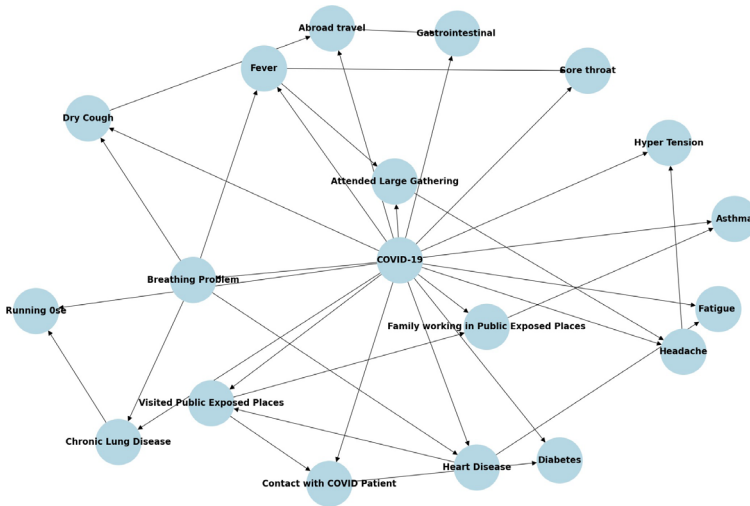 Abroad travel
Gastrointestinal
Fever
Sore throat
Dry Cough
Hyper Tension
Attended Large Gathering
Asthma
COVID-19
Breathing Problem
Running 0se
Fatigue
Family working in Public Exposed Places
Headache
Visited Public Exposed Places
Chronic Lung Disease
Diabetes
Heart Disease
Contact with COVID Patient